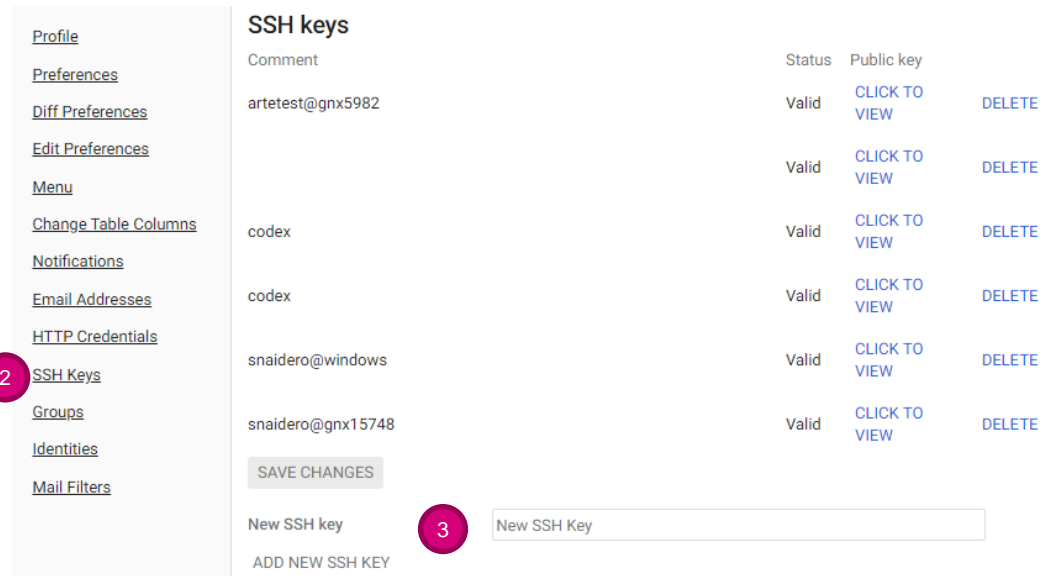 Profile
Preferences
Diff Preferences
Edit Preferences
Menu
Change Table Columns
Notifications
Email Addresses
HTTP Credentials
2 SSH Keys
Groups
Identities
Mail Filters
SSH keys
Comment Status Public key
artetest@gnx5982 Valid CLICK TO VIEW DELETE
Valid CLICK TO VIEW DELETE
codex Valid CLICK TO VIEW DELETE
codex Valid CLICK TO VIEW DELETE
snaidero@windows Valid CLICK TO VIEW DELETE
snaidero@gnx15748 Valid CLICK TO VIEW DELETE
SAVE CHANGES
New SSH key 3 New SSH Key
ADD NEW SSH KEY